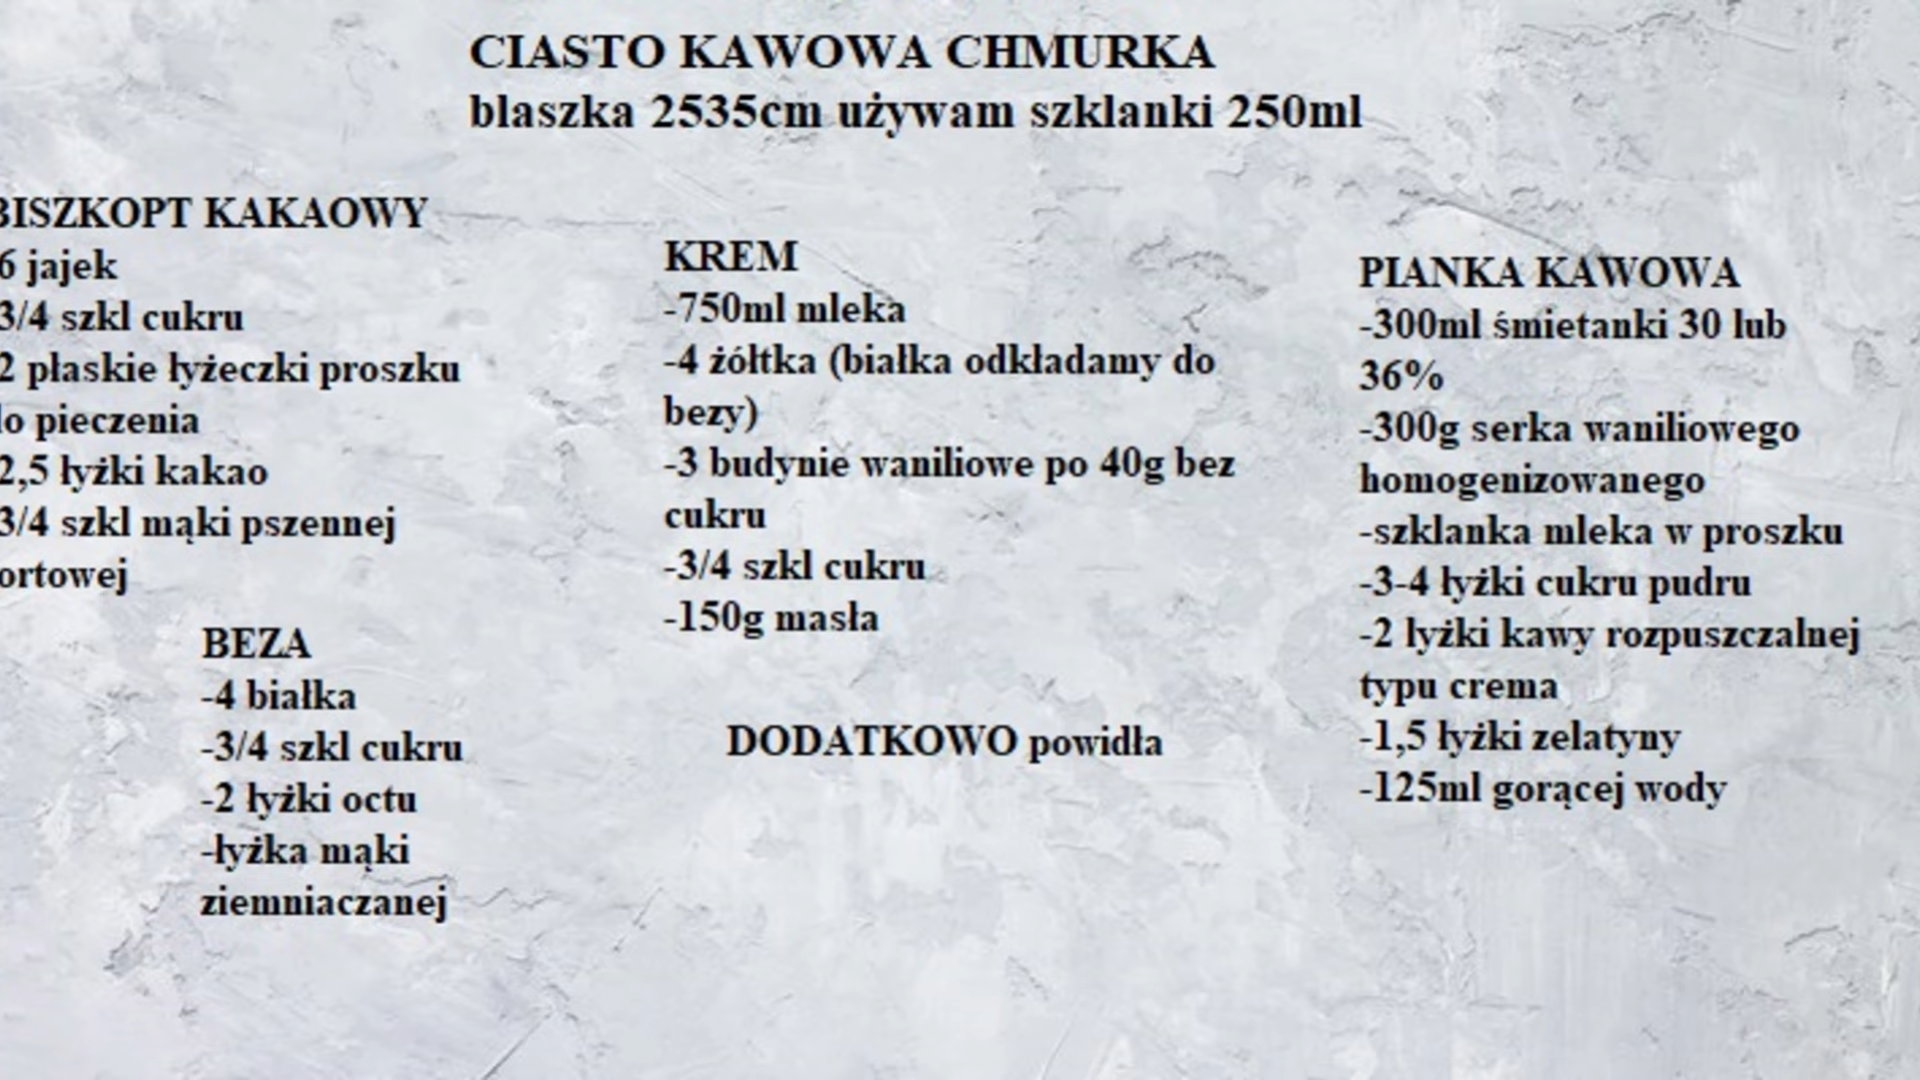 CIASTO KAWOWA CHMURKA
blaszka 2535cm używam szklanki 250ml
BISZKOPT KAKAOWY
6 jajek
3/4 szkl cukru
2 płaskie łyżeczki proszku
do pieczenia
2,5 łyżki kakao
3/4 szkl mąki pszennej
ortowej
BEZA
-4 białka
-3/4 szkl cukru
-2 łyżki octu
-łyżka mąki
ziemniaczanej
KREM
-750ml mleka
-4 żółtka (białka odkładamy do
bezy)
-3 budynie waniliowe po 40g bez
cukru
-3/4 szkl cukru
-150g masła
DODATKOWO powidła
PIANKA KAWOWA
-300ml śmietanki 30 lub
36%
-300g serka waniliowego
homogenizowanego
-szklanka mleka w proszku
-3-4 łyżki cukru pudru
-2 lyżki kawy rozpuszczalnej
typu crema
-1,5 łyżki zelatyny
-125ml gorącej wody